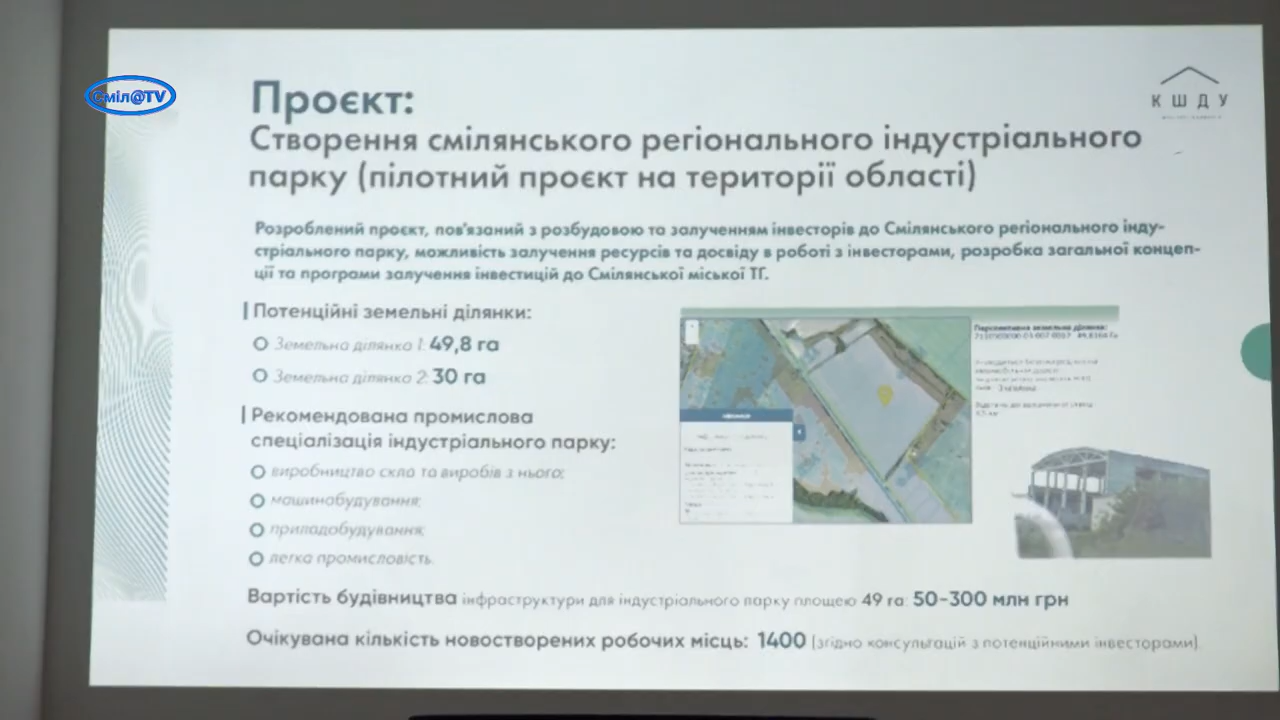 Сміл@TV
Проєкт:
КШДУ
Створення смілянського регіонального індустріального
парку (пілотний проєкт на території області)
Розроблений проєкт, пов'язаний з розбудовою та залученням інвесторів до Смілянського регіонального інду-
стріального парку, можливість залучення ресурсів та досвіду в роботі з інвесторами, розробка загальної концеп-
ції та програми залучення інвестицій до Смілянської міської ТГ.
Потенційні земельні ділянки:
Земельна ділянка 1: 49,8 га
Земельна ділянка 2: 30 га
Рекомендована промислова
спеціалізація індустріального парку:
виробництво скла та виробів з нього;
машинобудування;
приладобудування;
легка промисловість.
Перспективна земельна ділянка:
Вартість будівництва інфраструктури для індустріального парку площею 49 га: 50-300 млн грн
Очікувана кількість новостворених робочих місць: 1400 (згідно консультацій з потенційними інвесторами).